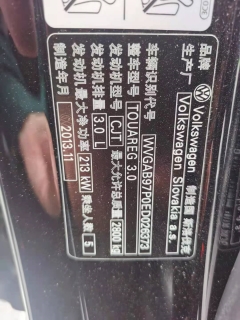 品牌 Volkswagen 制造国 斯洛伐克
生产厂 Volkswagen Slovakia a.s.
车辆识别代号 WVGAB97P0ED026373
整车型号 TOUAREG 3.0
发动机型号 CJT 最大允许总质量 2800 kg
发动机排量 3.0 L
发动机最大净功率 213 kW 乘坐人数 5
制造年月 2013.11